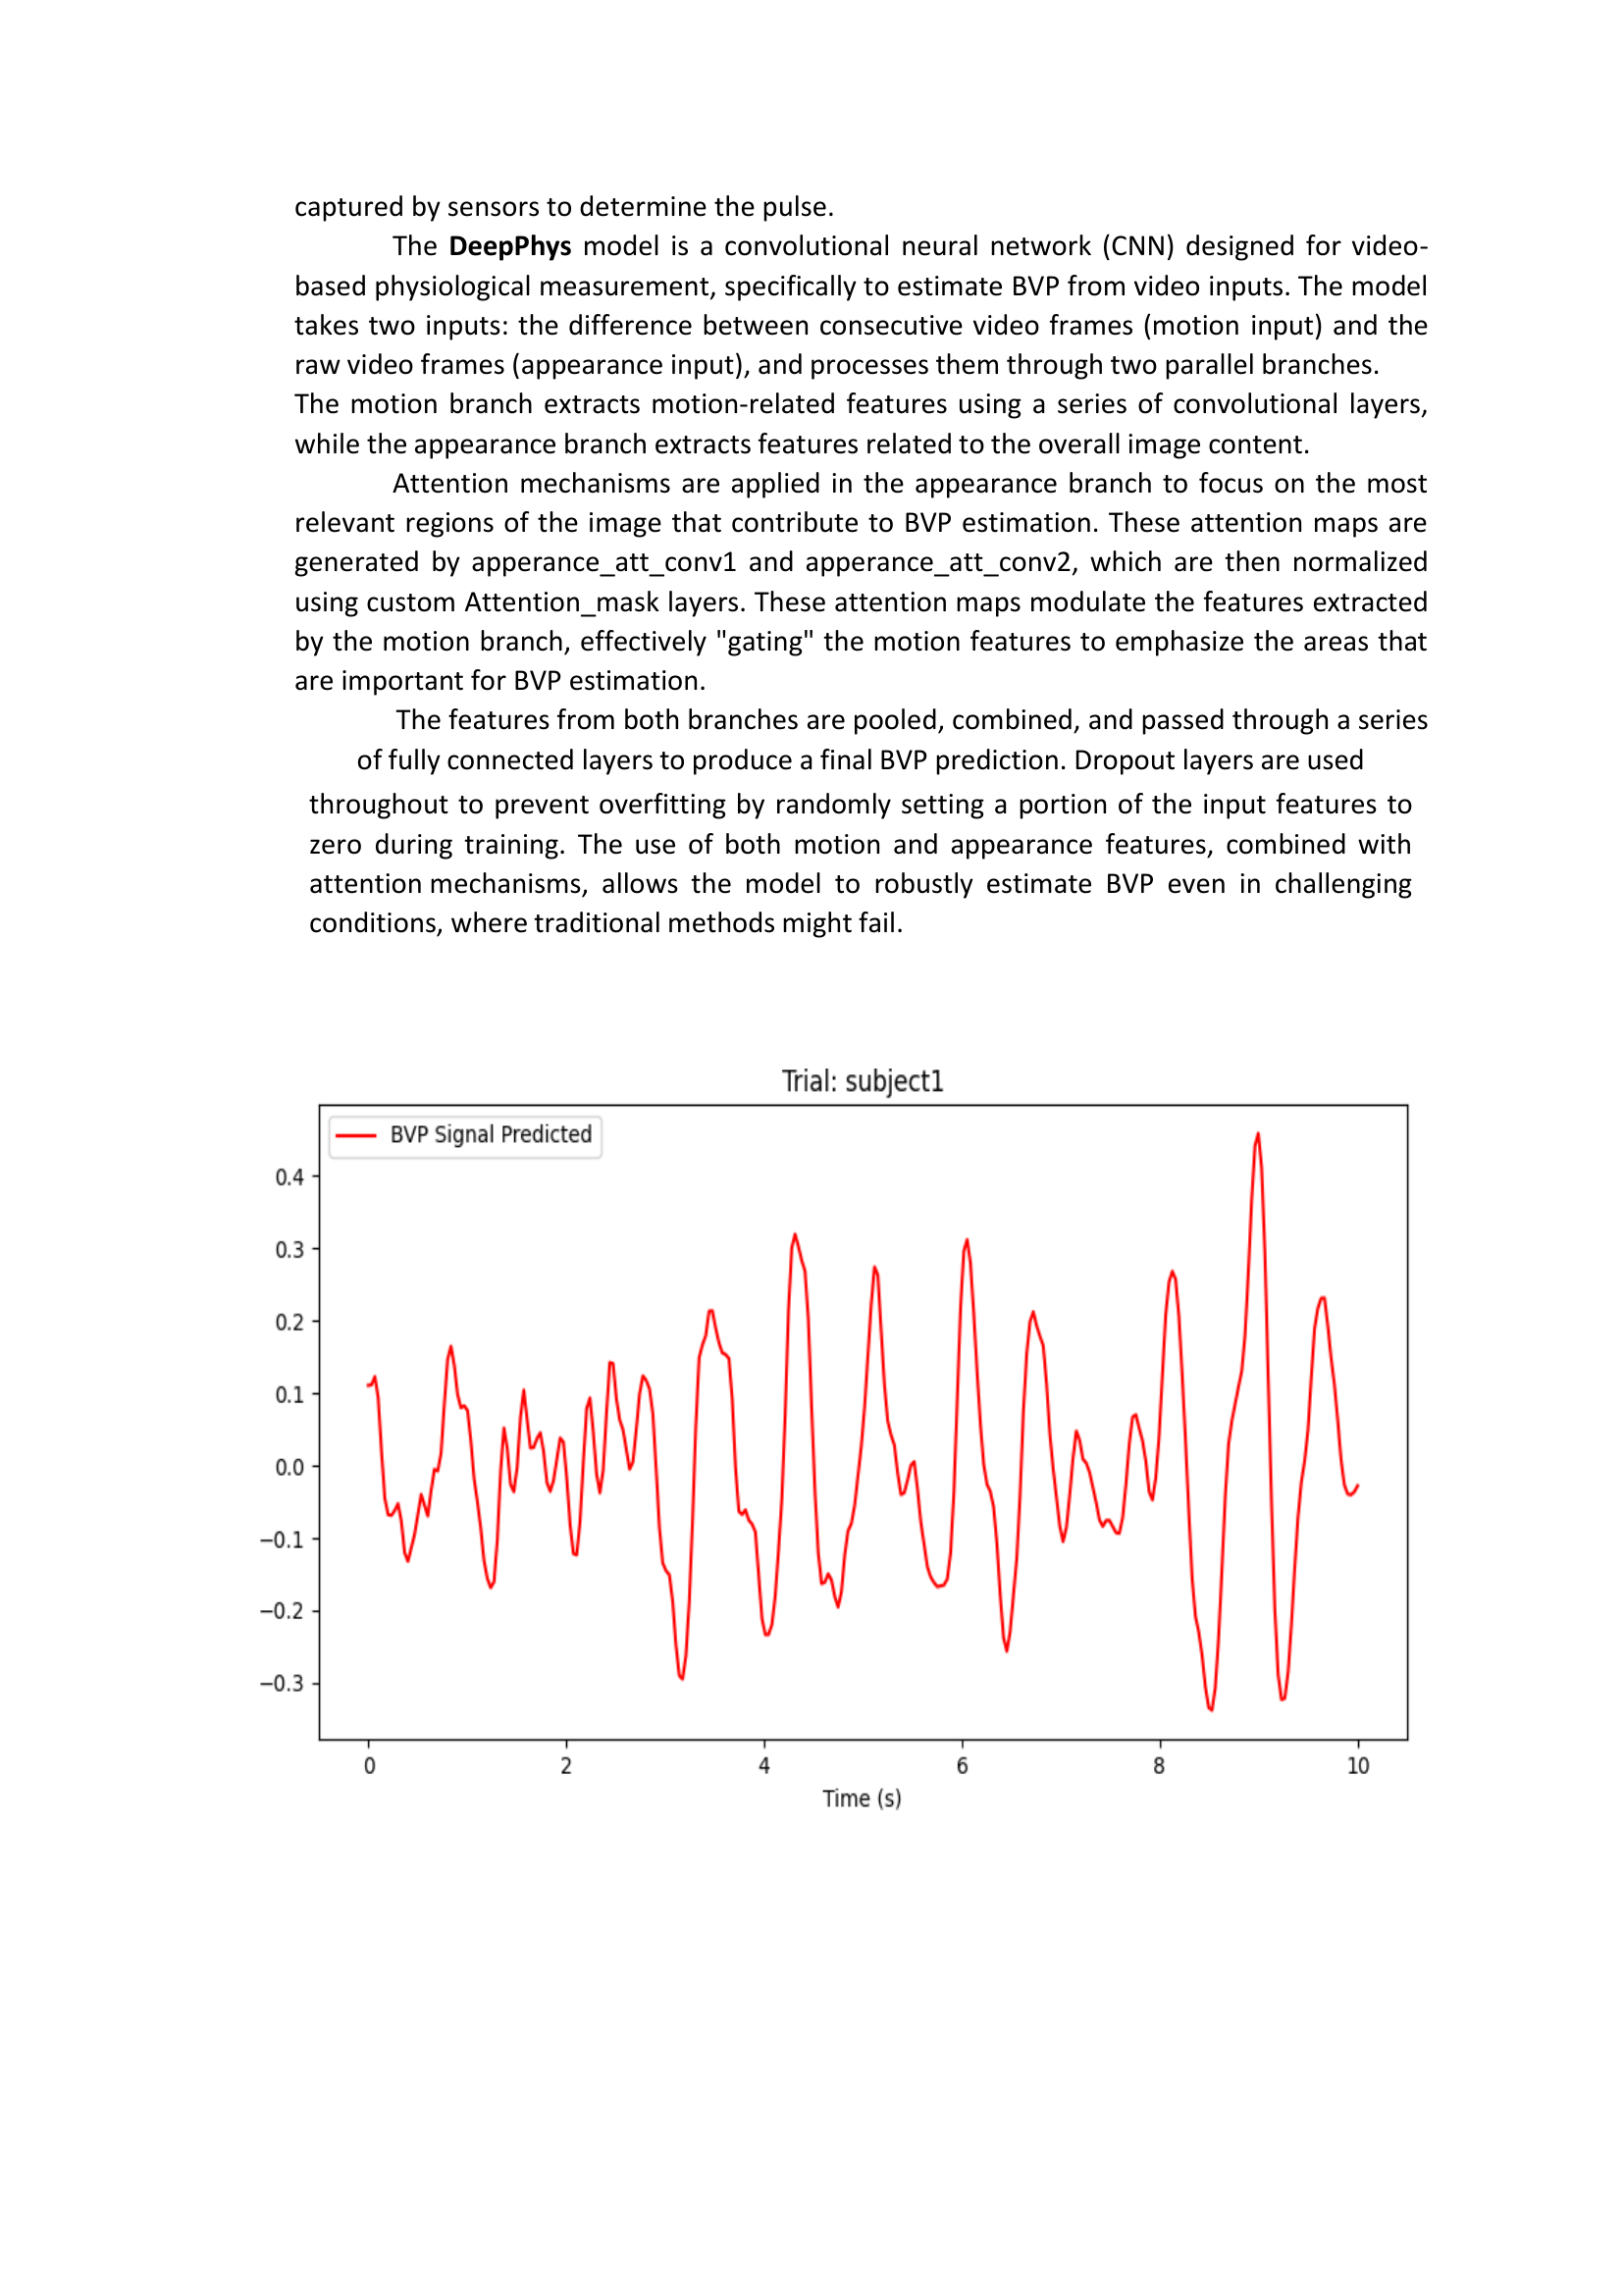 captured by sensors to determine the pulse.
The DeepPhys model is a convolutional neural network (CNN) designed for video-
based physiological measurement, specifically to estimate BVP from video inputs. The model
takes two inputs: the difference between consecutive video frames (motion input) and the
raw video frames (appearance input), and processes them through two parallel branches.
The motion branch extracts motion-related features using a series of convolutional layers,
while the appearance branch extracts features related to the overall image content.
Attention mechanisms are applied in the appearance branch to focus on the most
relevant regions of the image that contribute to BVP estimation. These attention maps are
generated by apperance_att_conv1 and apperance_att_conv2, which are then normalized
using custom Attention_mask layers. These attention maps modulate the features extracted
by the motion branch, effectively "gating" the motion features to emphasize the areas that
are important for BVP estimation.
The features from both branches are pooled, combined, and passed through a series
of fully connected layers to produce a final BVP prediction. Dropout layers are used
throughout to prevent overfitting by randomly setting a portion of the input features to
zero during training. The use of both motion and appearance features, combined with
attention mechanisms, allows the model to robustly estimate BVP even in challenging
conditions, where traditional methods might fail.
Trial: subject1
BVP Signal Predicted
0.4
0.3
0.2
0.1
0.0
−0.1
−0.2
−0.3
0 2 4 6 8 10
Time (s)